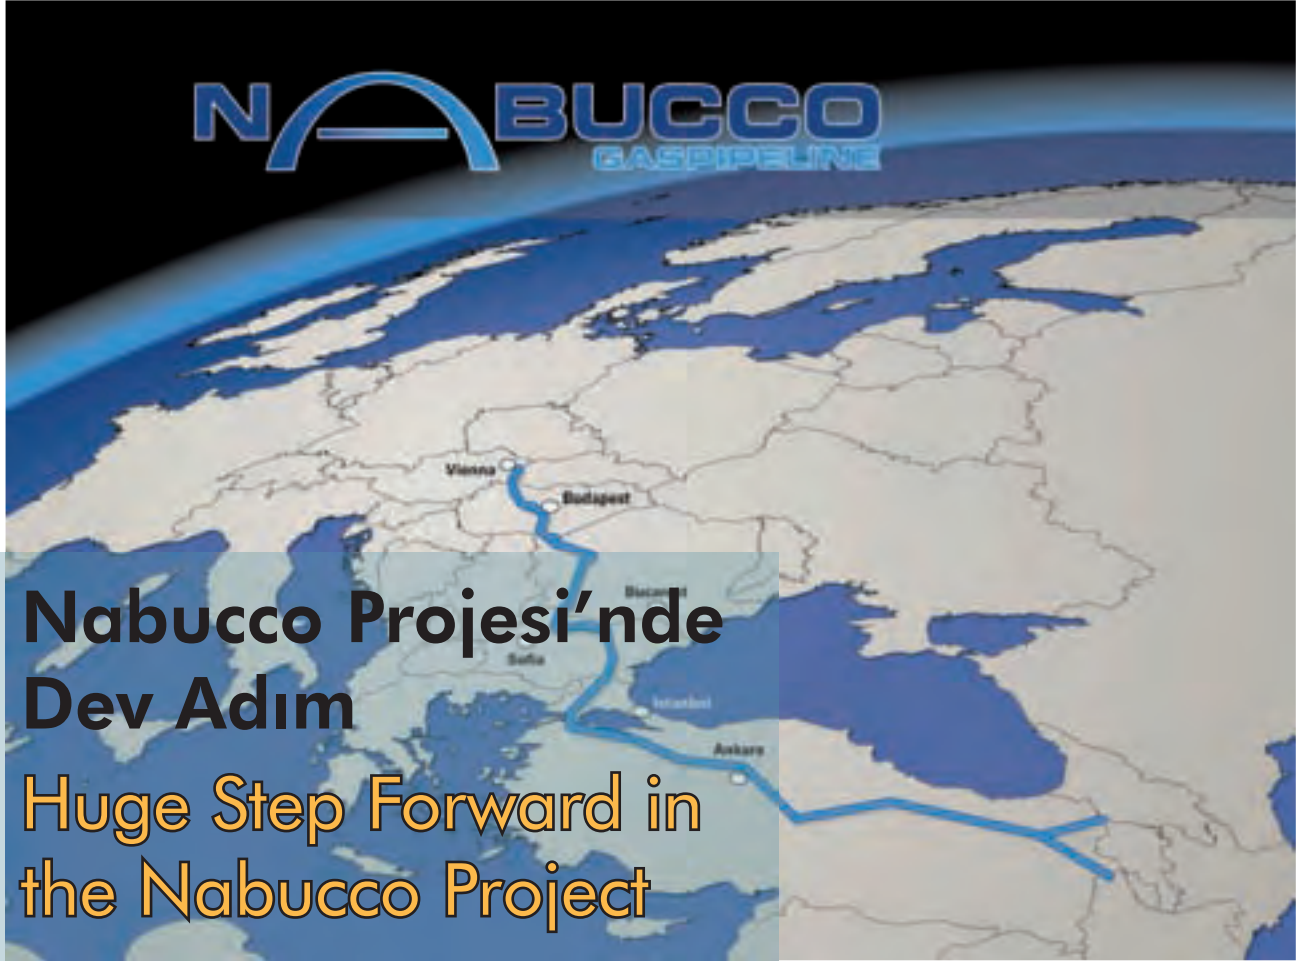 NABUCCO
GASPIPELINE
Vienna
Budapest
Bucarest
Nabucco Projesi’nde
Sofia
Dev Adım
Istanbul
Ankara
Huge Step Forward in
the Nabucco Project